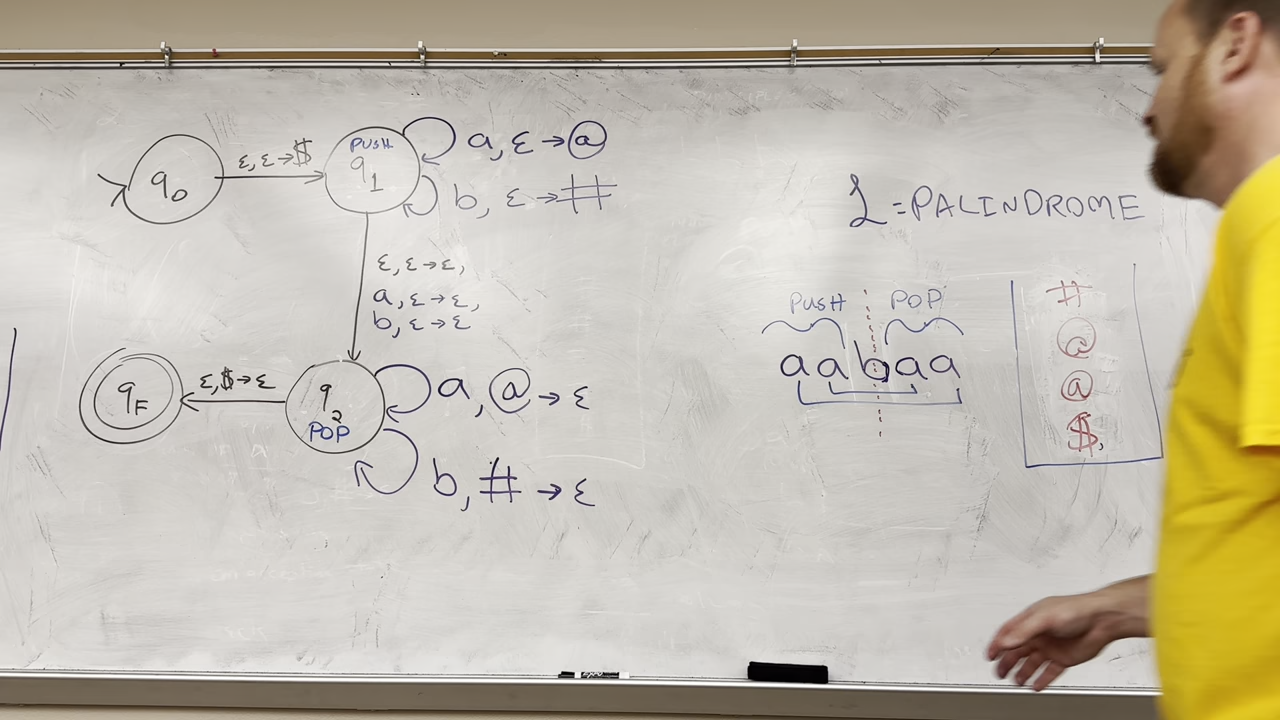 q0
ε, ε→$
PUSH
q1
a, ε→ⓐ
b, ε→#
ε, ε→ε,
a, ε→ε,
b, ε→ε
qF
ε,$→ε
q2
POP
a, ⓐ→ε
b, #→ε
L=PALINDROME
PUSH POP
aabaa
#
ⓐ
ⓐ
$